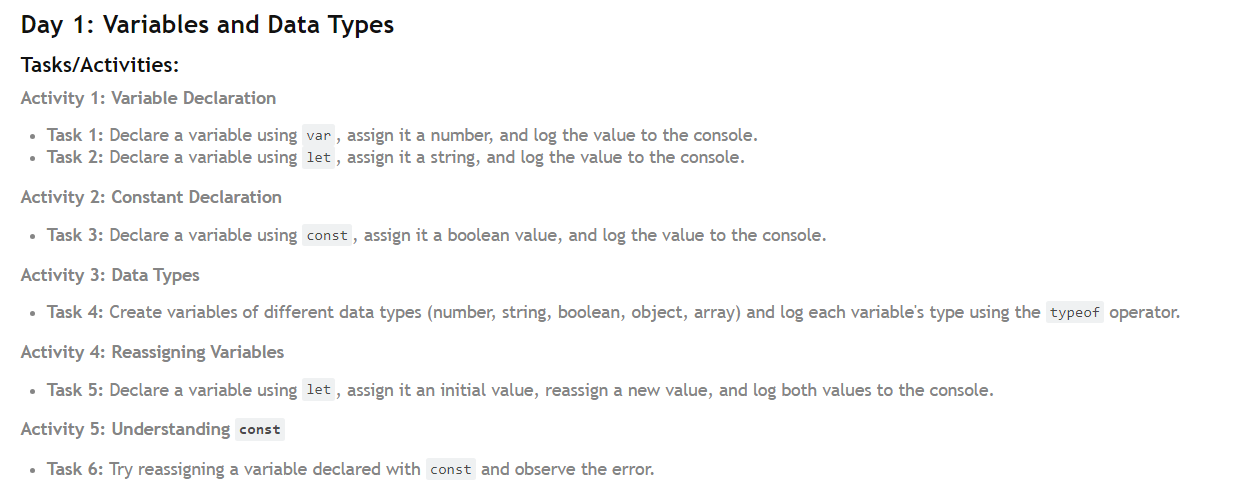 Day 1: Variables and Data Types
Tasks/Activities:
Activity 1: Variable Declaration
• Task 1: Declare a variable using var, assign it a number, and log the value to the console.
• Task 2: Declare a variable using let, assign it a string, and log the value to the console.
Activity 2: Constant Declaration
• Task 3: Declare a variable using const, assign it a boolean value, and log the value to the console.
Activity 3: Data Types
• Task 4: Create variables of different data types (number, string, boolean, object, array) and log each variable's type using the typeof operator.
Activity 4: Reassigning Variables
• Task 5: Declare a variable using let, assign it an initial value, reassign a new value, and log both values to the console.
Activity 5: Understanding const
• Task 6: Try reassigning a variable declared with const and observe the error.